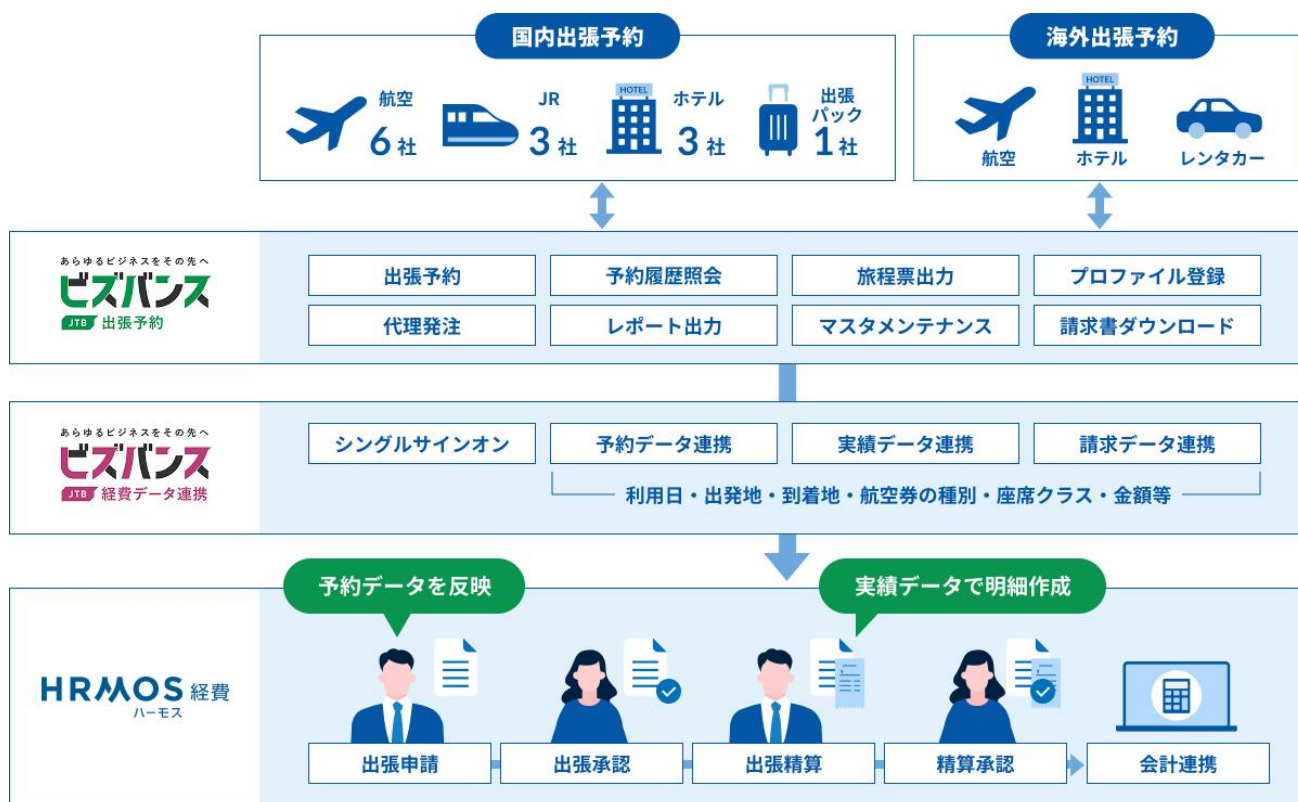 国内出張予約
航空
6社
JR
3社
HOTEL
ホテル
3社
出張
パック
1社
海外出張予約
航空
HOTEL
ホテル
レンタカー
あらゆるビジネスをその先へ
ビズバンス
JTB 出張予約
出張予約
予約履歴照会
旅程票出力
プロファイル登録
代理発注
レポート出力
マスタメンテナンス
請求書ダウンロード
あらゆるビジネスをその先へ
ビズバンス
JTB 経費データ連携
シングルサインオン
予約データ連携
実績データ連携
請求データ連携
利用日・出発地・到着地・航空券の種別・座席クラス・金額等
予約データを反映
実績データで明細作成
HRMOS 経費
ハーモス
出張申請
出張承認
出張精算
精算承認
会計連携